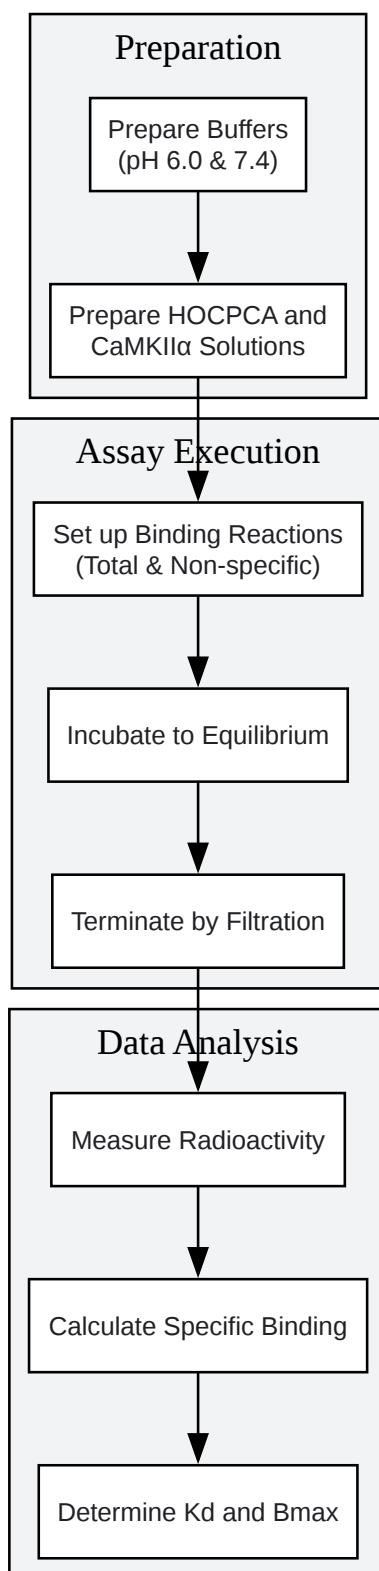 Preparation
Prepare Buffers
(pH 6.0 & 7.4)
Prepare HOCPCA and
CaMKIIα Solutions
Assay Execution
Set up Binding Reactions
(Total & Non-specific)
Incubate to Equilibrium
Terminate by Filtration
Data Analysis
Measure Radioactivity
Calculate Specific Binding
Determine Kd and Bmax